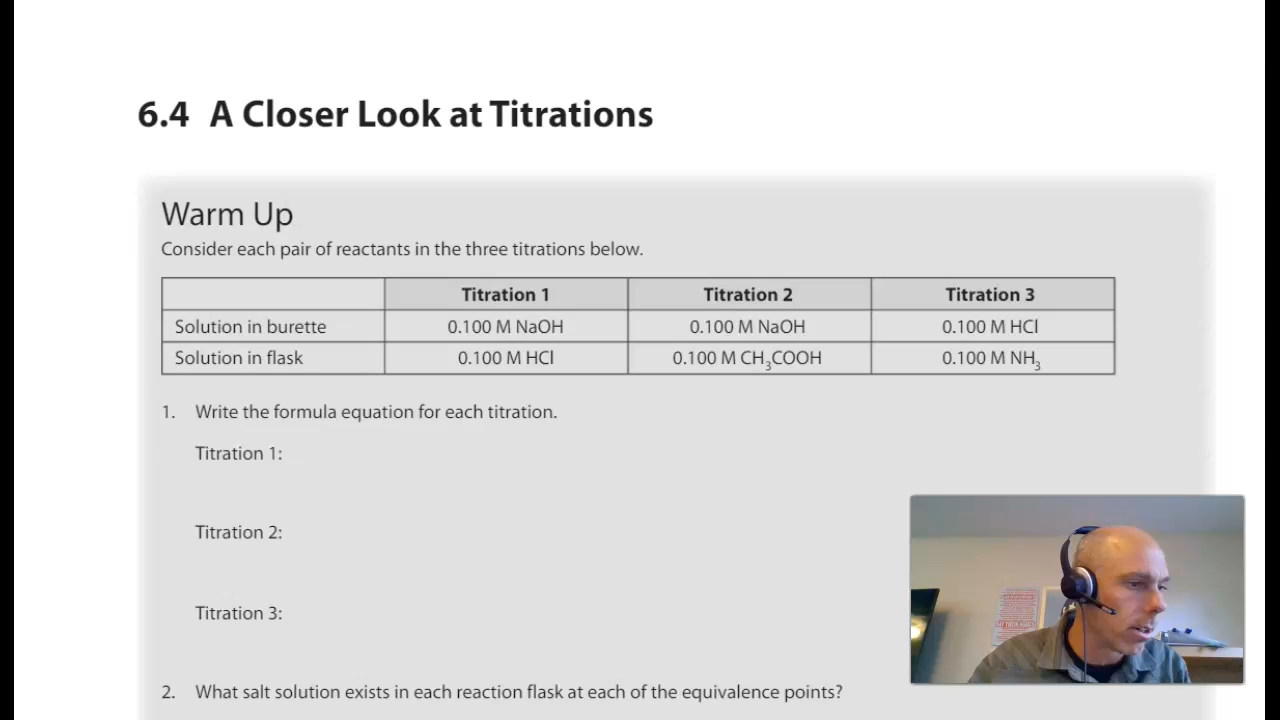 6.4 A Closer Look at Titrations
Warm Up
Consider each pair of reactants in the three titrations below.
Titration 1 Titration 2 Titration 3
Solution in burette 0.100 M NaOH 0.100 M NaOH 0.100 M HCl
Solution in flask 0.100 M HCl 0.100 M CH₃COOH 0.100 M NH₃
1. Write the formula equation for each titration.
Titration 1:
Titration 2:
Titration 3:
2. What salt solution exists in each reaction flask at each of the equivalence points?